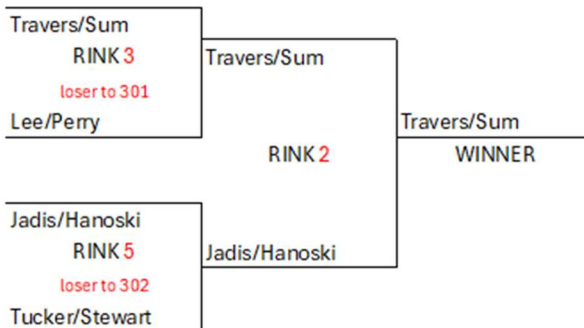 Travers/Sum
RINK 3
loser to 301
Lee/Perry
Travers/Sum
RINK 2
Travers/Sum
WINNER
Jadis/Hanoski
RINK 5
loser to 302
Tucker/Stewart
Jadis/Hanoski